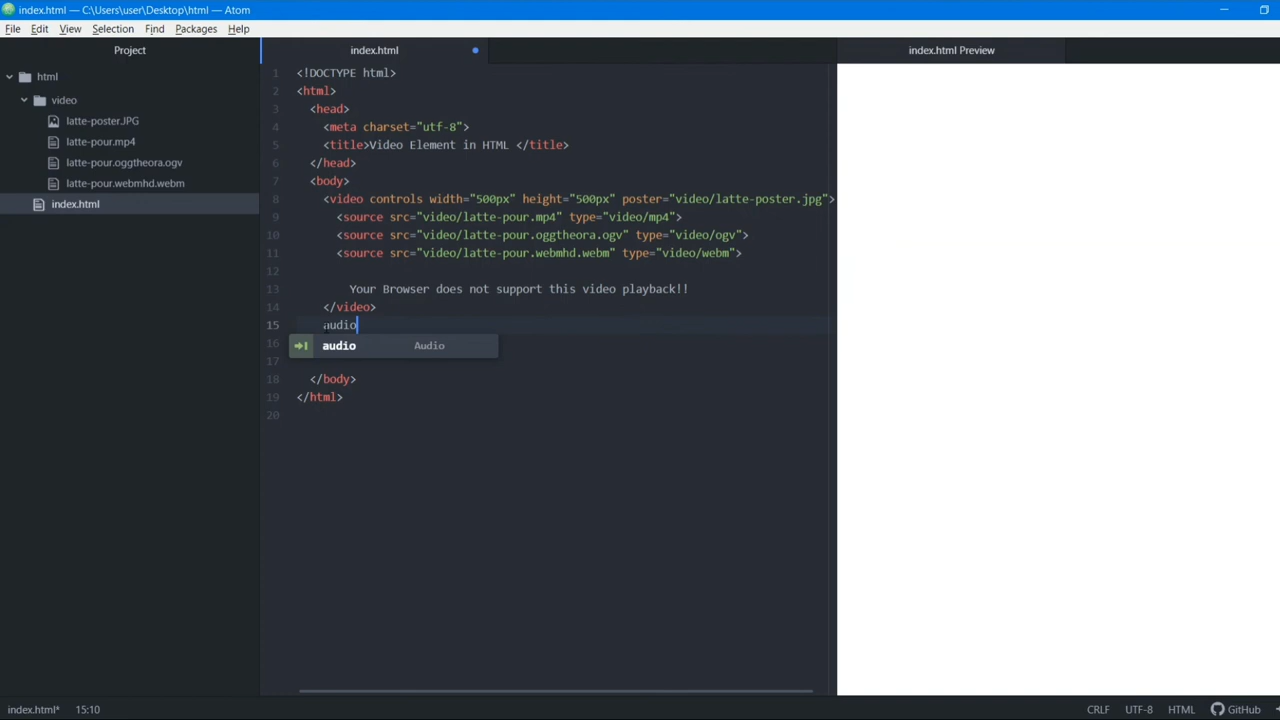 index.html — C:\Users\user\Desktop\html — Atom
File Edit View Selection Find Packages Help
Project
html
video
latte-poster.JPG
latte-pour.mp4
latte-pour.oggtheora.ogv
latte-pour.webmhd.webm
index.html
index.html
index.html Preview
1 <!DOCTYPE html>
2 <html>
3 <head>
4 <meta charset="utf-8">
5 <title>Video Element in HTML </title>
6 </head>
7 <body>
8 <video controls width="500px" height="500px" poster="video/latte-poster.jpg">
9 <source src="video/latte-pour.mp4" type="video/mp4">
10 <source src="video/latte-pour.oggtheora.ogv" type="video/ogv">
11 <source src="video/latte-pour.webmhd.webm" type="video/webm">
12
13 Your Browser does not support this video playback!!
14 </video>
15 audio
16 audio Audio
17
18 </body>
19 </html>
20
index.html* 15:10 CRLF UTF-8 HTML GitHub